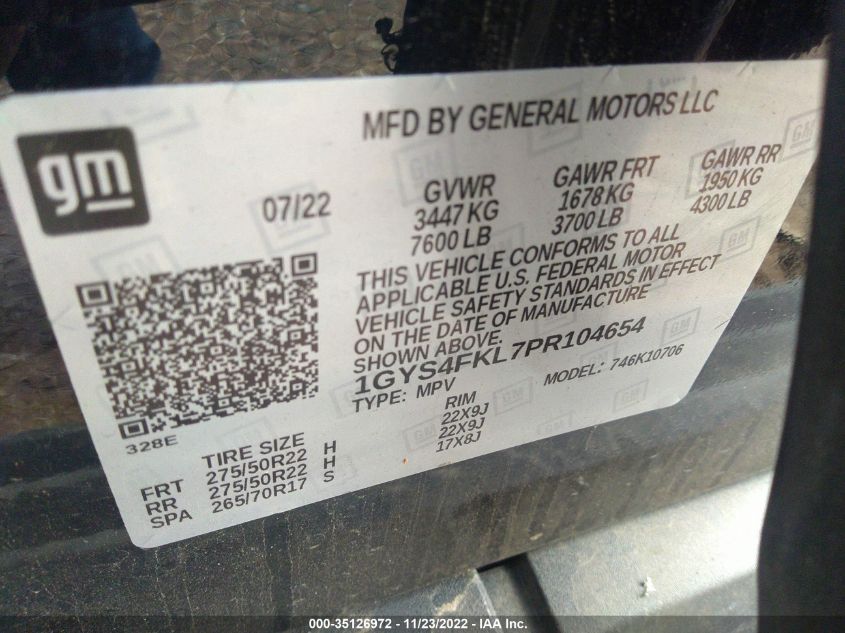 MFD BY GENERAL MOTORS LLC
gm
07/22
GVWR GAWR FRT GAWR RR
3447 KG 1678 KG 1950 KG
7600 LB 3700 LB 4300 LB
THIS VEHICLE CONFORMS TO ALL
APPLICABLE U.S. FEDERAL MOTOR
VEHICLE SAFETY STANDARDS IN EFFECT
ON THE DATE OF MANUFACTURE
SHOWN ABOVE.
1GYS4FKL7PR104654
TYPE: MPV MODEL: 746K10706
328E
TIRE SIZE RIM
FRT 275/50R22 H 22X9J
RR 275/50R22 H 22X9J
SPA 265/70R17 S 17X8J
000-35126972 - 11/23/2022 - IAA Inc.